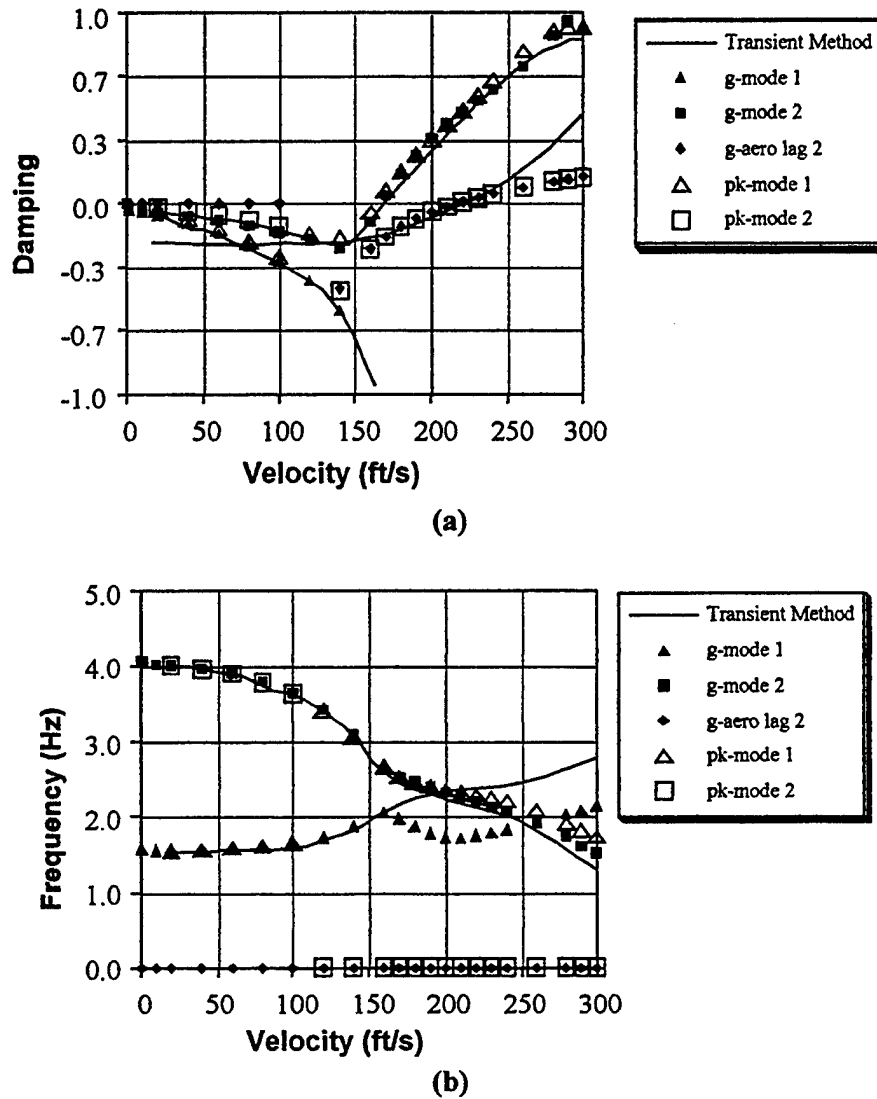 1.0
0.7
0.3
0.0
-0.3
-0.7
-1.0
Damping
0 50 100 150 200 250 300
Velocity (ft/s)
Transient Method
g-mode 1
g-mode 2
g-aero lag 2
pk-mode 1
pk-mode 2
(a)
5.0
4.0
3.0
2.0
1.0
0.0
Frequency (Hz)
0 50 100 150 200 250 300
Velocity (ft/s)
Transient Method
g-mode 1
g-mode 2
g-aero lag 2
pk-mode 1
pk-mode 2
(b)